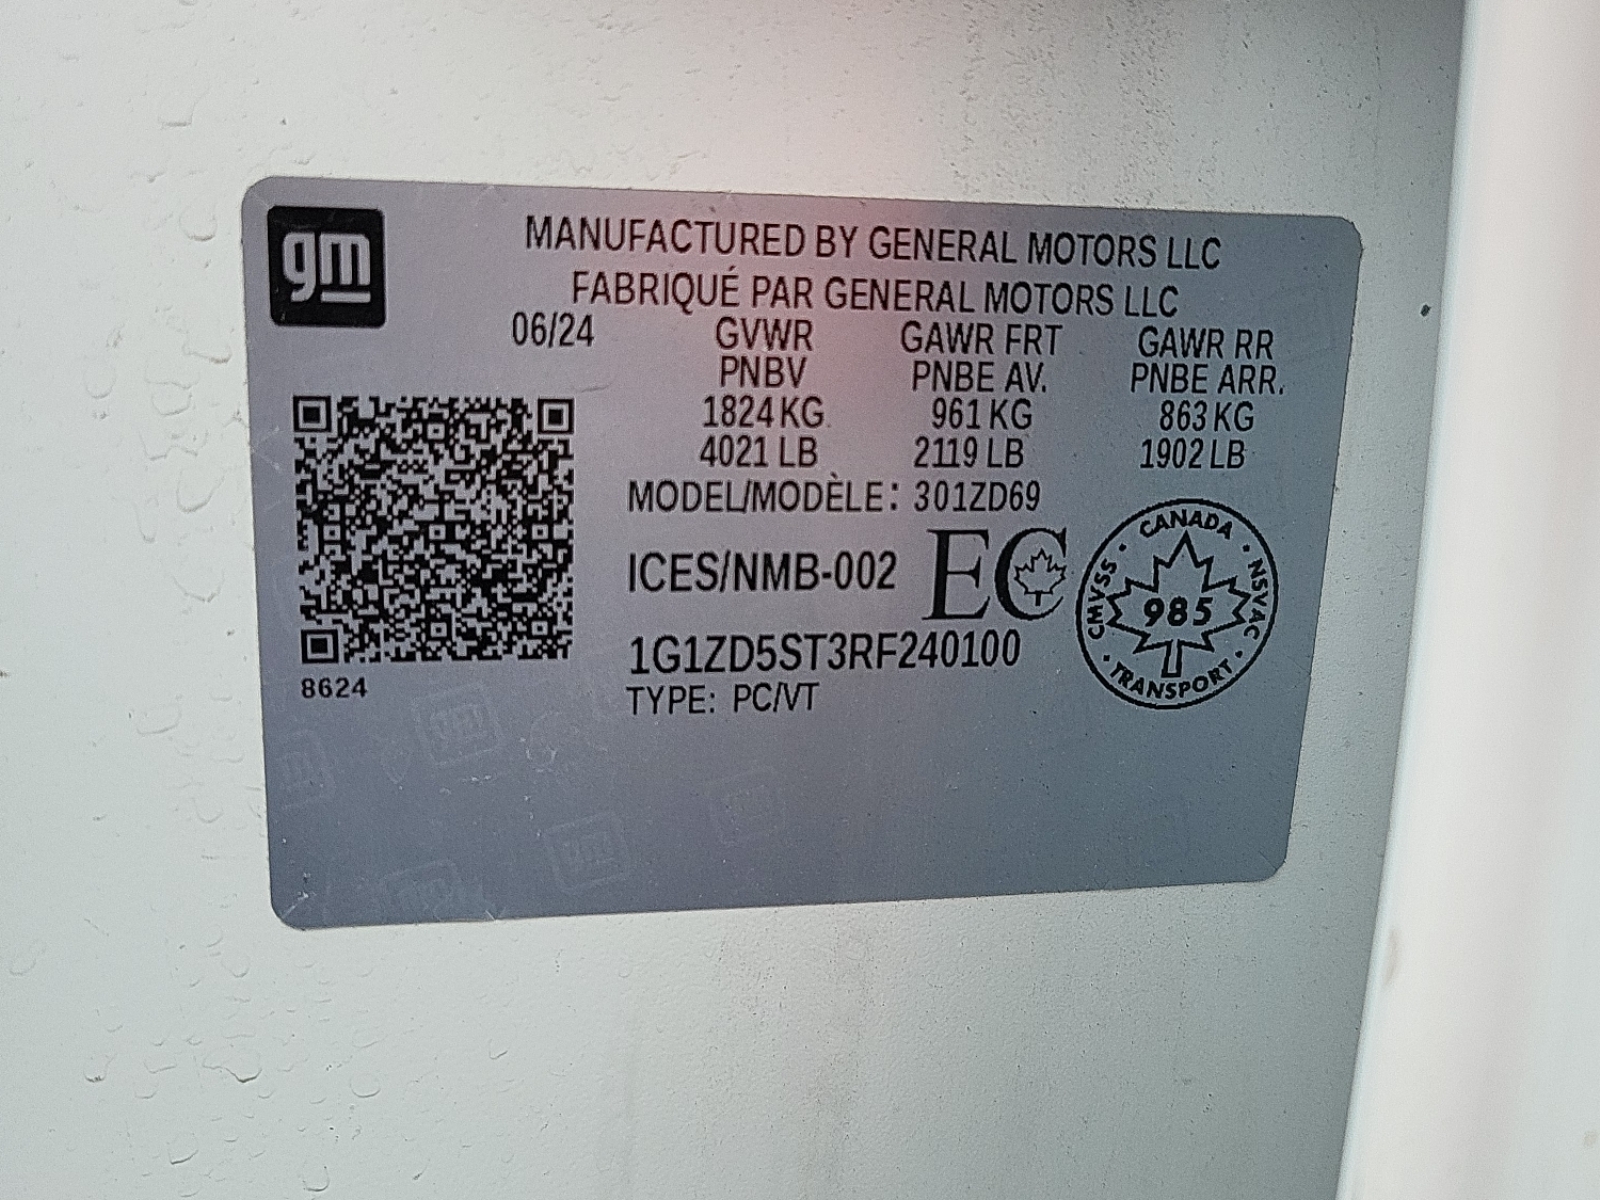 gm
MANUFACTURED BY GENERAL MOTORS LLC
FABRIQUÉ PAR GENERAL MOTORS LLC
06/24 GVWR GAWR FRT GAWR RR
PNBV PNBE AV. PNBE ARR.
1824 KG 961 KG 863 KG
4021 LB 2119 LB 1902 LB
MODEL/MODÈLE: 301ZD69
ICES/NMB-002 EC
CANADA · NSVAC · TRANSPORT · CMVSS ·
985
1G1ZD5ST3RF240100
8624
TYPE: PC/VT
gm
gm